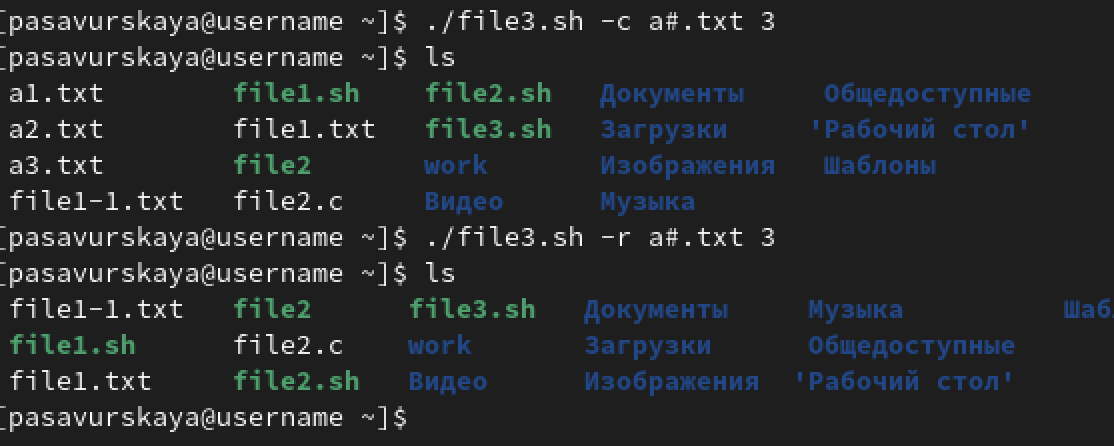 [pasavurskaya@username ~]$ ./file3.sh -c a#.txt 3
[pasavurskaya@username ~]$ ls
a1.txt file1.sh file2.sh Документы Общедоступные
a2.txt file1.txt file3.sh Загрузки 'Рабочий стол'
a3.txt file2 work Изображения Шаблоны
file1-1.txt file2.c Видео Музыка
[pasavurskaya@username ~]$ ./file3.sh -r a#.txt 3
[pasavurskaya@username ~]$ ls
file1-1.txt file2 file3.sh Документы Музыка
file1.sh file2.c work Загрузки Общедоступные
file1.txt file2.sh Видео Изображения 'Рабочий стол'
[pasavurskaya@username ~]$